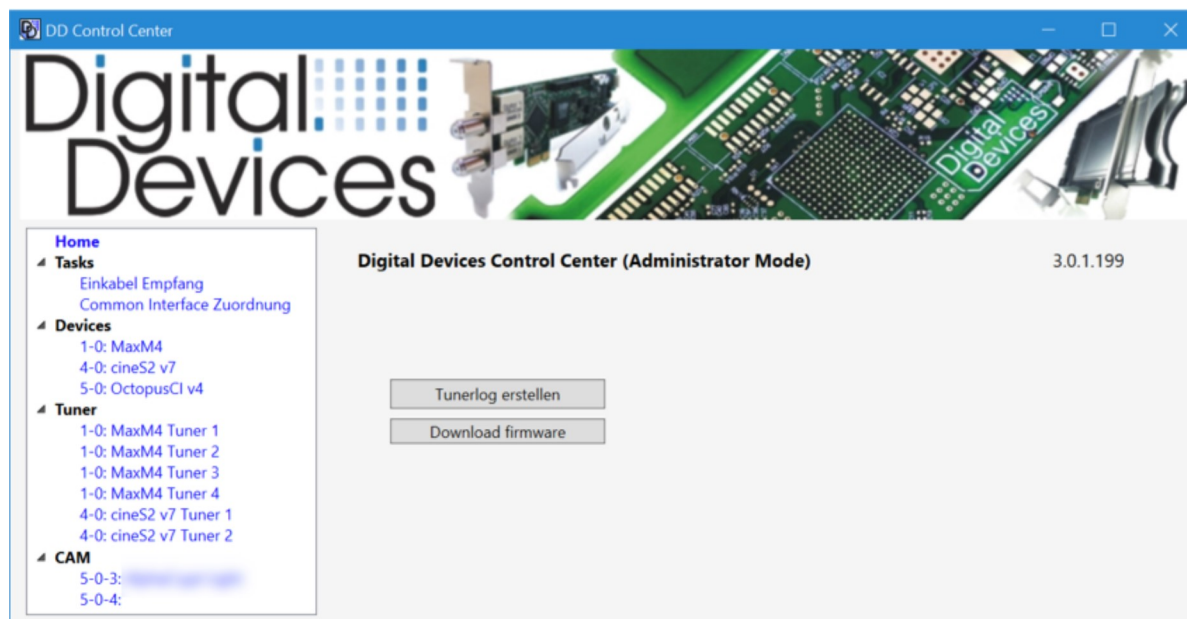 DD Control Center
Digital
Devices
Digital
Devices
Home
Tasks
Einkabel Empfang
Common Interface Zuordnung
Devices
1-0: MaxM4
4-0: cineS2 v7
5-0: OctopusCI v4
Tuner
1-0: MaxM4 Tuner 1
1-0: MaxM4 Tuner 2
1-0: MaxM4 Tuner 3
1-0: MaxM4 Tuner 4
4-0: cineS2 v7 Tuner 1
4-0: cineS2 v7 Tuner 2
CAM
5-0-3:
5-0-4:
Digital Devices Control Center (Administrator Mode)
3.0.1.199
Tunerlog erstellen
Download firmware